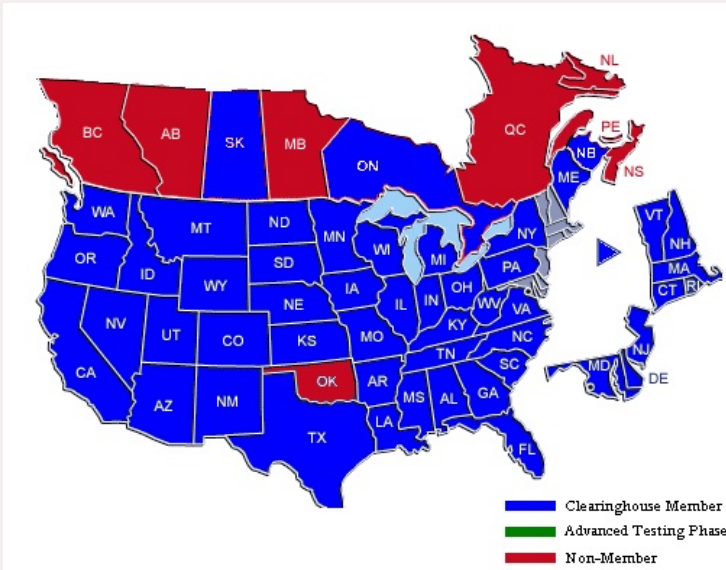 NL
BC
AB
SK
MB
ON
QC
PE
NB
NS
ME
WA
MT
ND
MN
WI
MI
NY
VT
NH
MA
CT
RI
OR
ID
WY
SD
IA
IL
IN
OH
PA
NV
UT
CO
NE
KS
MO
KY
WV
VA
NJ
MD
DE
CA
AZ
NM
OK
AR
TN
NC
SC
TX
LA
MS
AL
GA
FL
Clearinghouse Member
Advanced Testing Phase
Non-Member